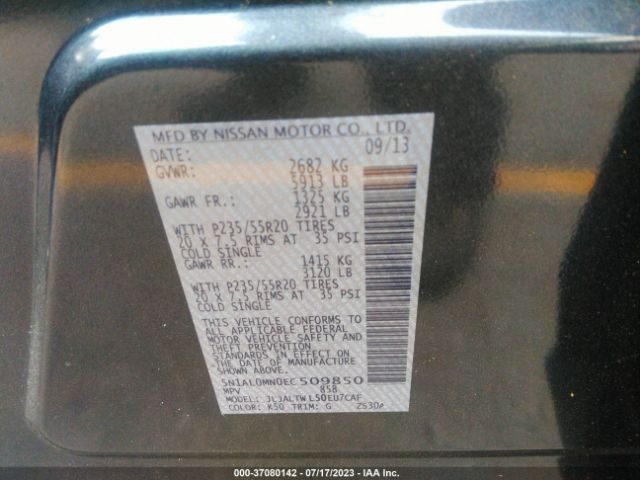 MFD BY NISSAN MOTOR CO., LTD.
DATE: 09/13
GVWR: 2682 KG
5913 LB
GAWR FR.: 1325 KG
2921 LB
WITH P235/55R20 TIRES
20 X 7.5 RIMS AT 35 PSI
COLD SINGLE
GAWR RR.: 1415 KG
3120 LB
WITH P235/55R20 TIRES
20 X 7.5 RIMS AT 35 PSI
COLD SINGLE
THIS VEHICLE CONFORMS TO
ALL APPLICABLE FEDERAL
MOTOR VEHICLE SAFETY AND
THEFT PREVENTION
STANDARDS IN EFFECT ON
THE DATE OF MANUFACTURE
5N1AL0MN0EC509850
MPV 858
MODEL: JLJALTWL50EU7CAF
COLOR: K50 TRIM: G 2530P
000-37080142 - 07/17/2023 - IAA Inc.